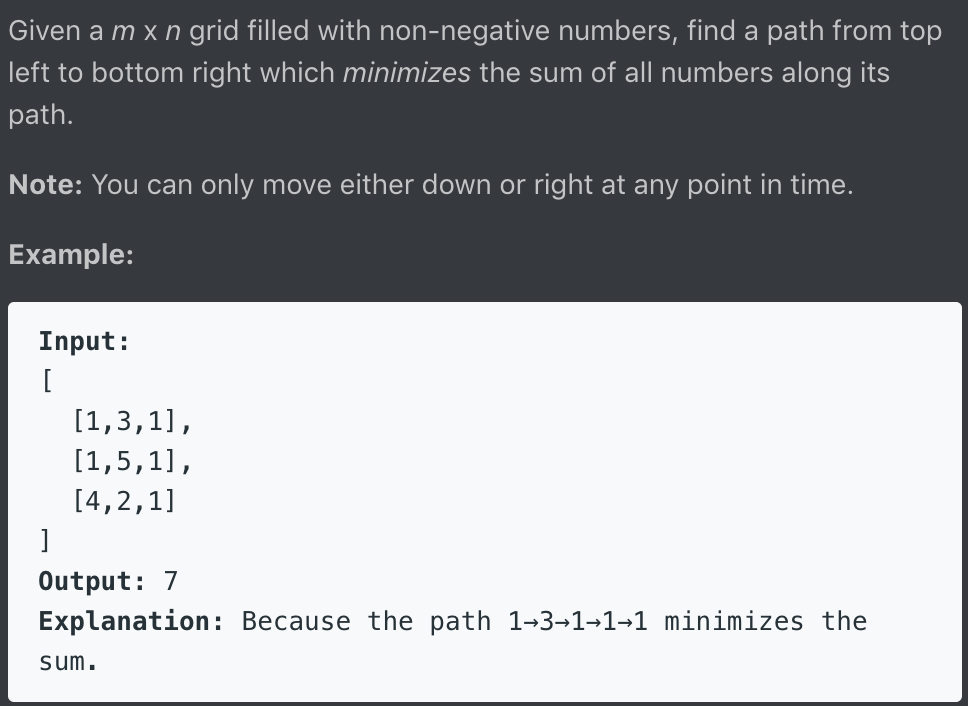 Given a m x n grid filled with non-negative numbers, find a path from top
left to bottom right which minimizes the sum of all numbers along its
path.
Note: You can only move either down or right at any point in time.
Example:
Input:
[
  [1,3,1],
  [1,5,1],
  [4,2,1]
]
Output: 7
Explanation: Because the path 1→3→1→1→1 minimizes the
sum.